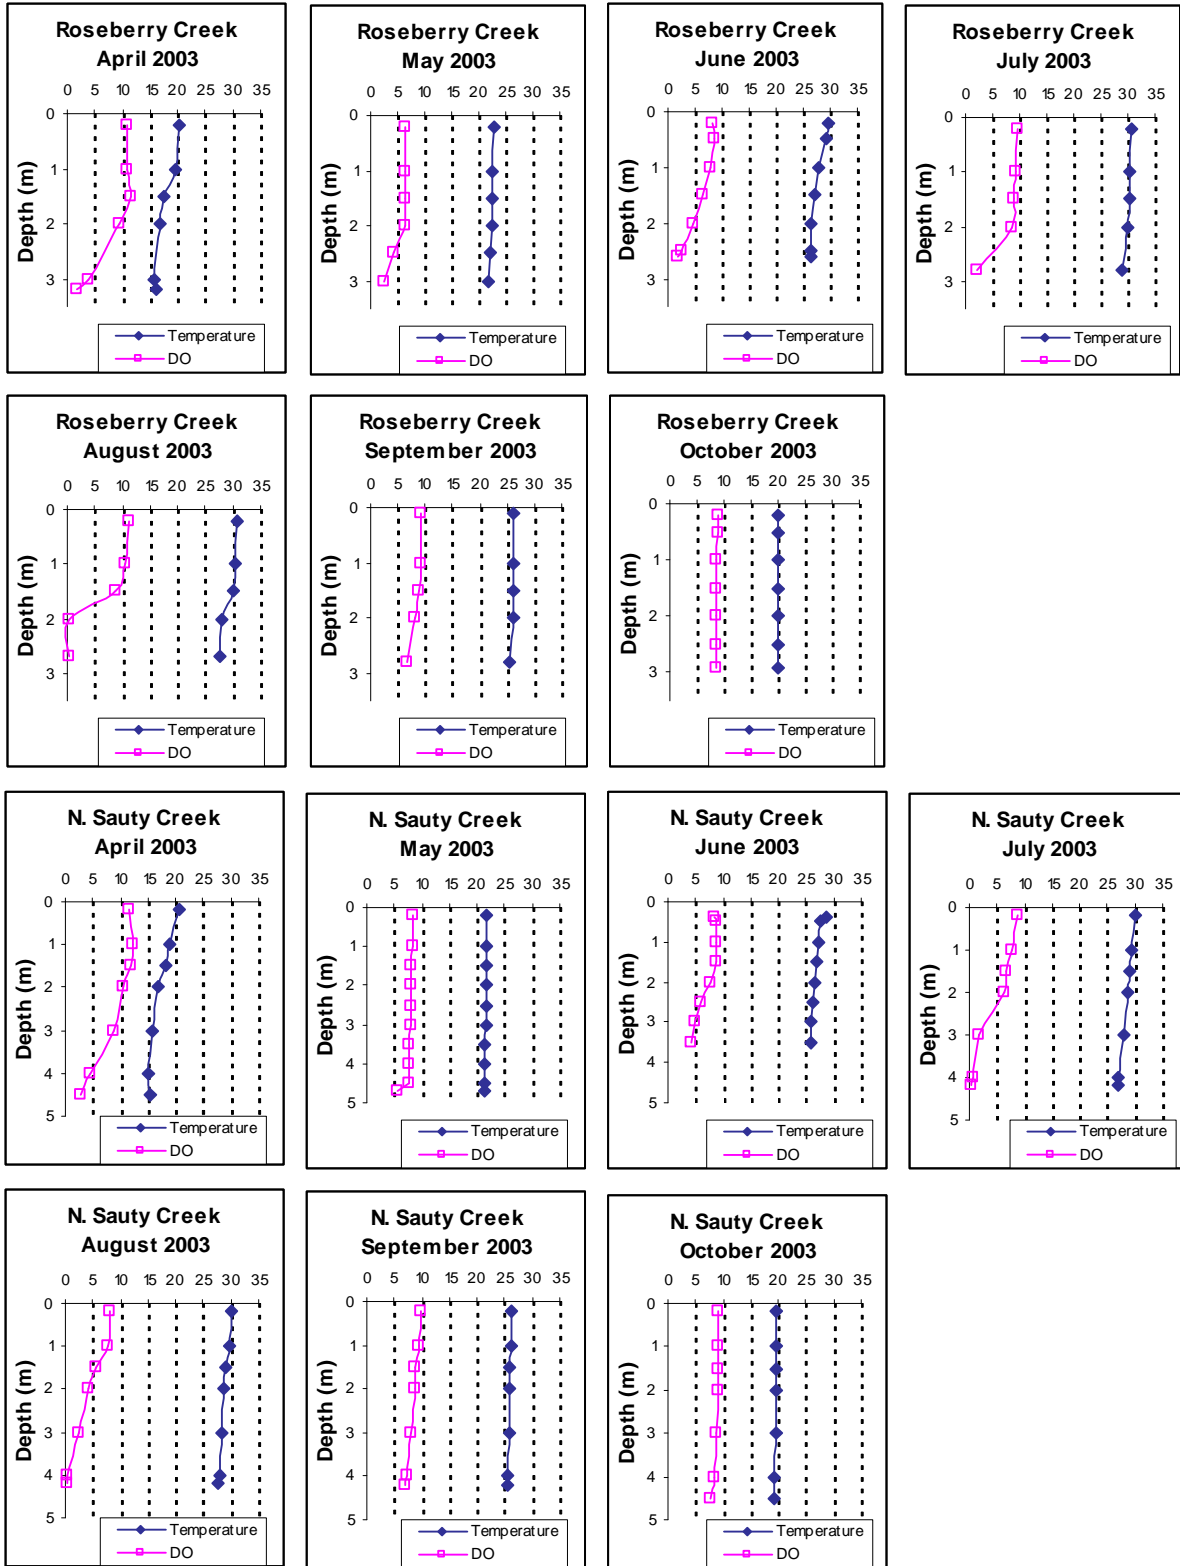 Roseberry Creek
April 2003
0 5 10 15 20 25 30 35
0
1
2
3
Depth (m)
Temperature
DO
Roseberry Creek
May 2003
0 5 10 15 20 25 30 35
0
1
2
3
Depth (m)
Temperature
DO
Roseberry Creek
June 2003
0 5 10 15 20 25 30 35
0
1
2
3
Depth (m)
Temperature
DO
Roseberry Creek
July 2003
0 5 10 15 20 25 30 35
0
1
2
3
Depth (m)
Temperature
DO
Roseberry Creek
August 2003
0 5 10 15 20 25 30 35
0
1
2
3
Depth (m)
Temperature
DO
Roseberry Creek
September 2003
0 5 10 15 20 25 30 35
0
1
2
3
Depth (m)
Temperature
DO
Roseberry Creek
October 2003
0 5 10 15 20 25 30 35
0
1
2
3
Depth (m)
Temperature
DO
N. Sauty Creek
April 2003
0 5 10 15 20 25 30 35
0
1
2
3
4
5
Depth (m)
Temperature
DO
N. Sauty Creek
May 2003
0 5 10 15 20 25 30 35
0
1
2
3
4
5
Depth (m)
Temperature
DO
N. Sauty Creek
June 2003
0 5 10 15 20 25 30 35
0
1
2
3
4
5
Depth (m)
Temperature
DO
N. Sauty Creek
July 2003
0 5 10 15 20 25 30 35
0
1
2
3
4
5
Depth (m)
Temperature
DO
N. Sauty Creek
August 2003
0 5 10 15 20 25 30 35
0
1
2
3
4
5
Depth (m)
Temperature
DO
N. Sauty Creek
September 2003
0 5 10 15 20 25 30 35
0
1
2
3
4
5
Depth (m)
Temperature
DO
N. Sauty Creek
October 2003
0 5 10 15 20 25 30 35
0
1
2
3
4
5
Depth (m)
Temperature
DO